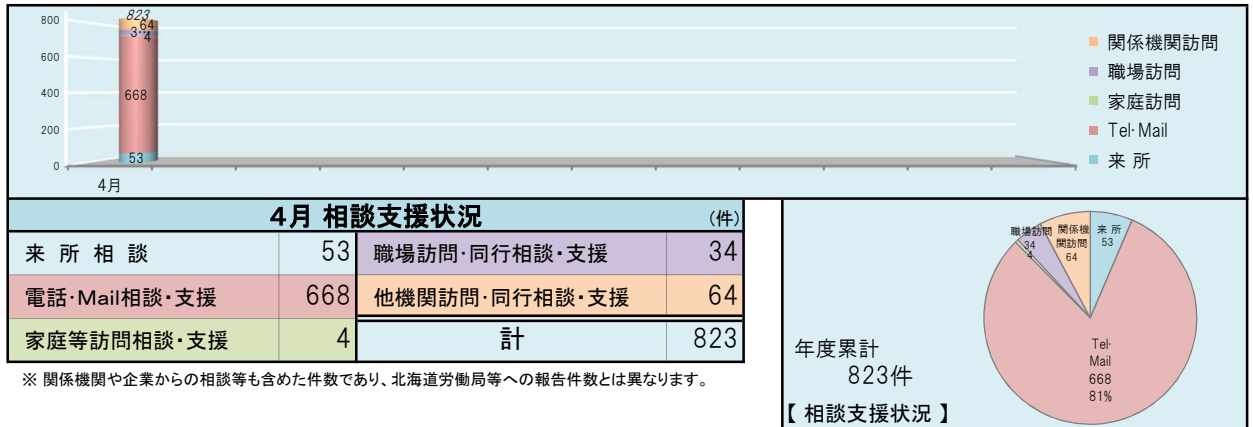 823
800
64
3
4
600
400
668
200
53
0
4月
関係機関訪問
職場訪問
家庭訪問
Tel·Mail
来 所
4月 相談支援状況 (件)
来 所 相 談 53 職場訪問·同行相談・支援 34
電話·Mail相談・支援 668 他機関訪問·同行相談・支援 64
家庭等訪問相談・支援 4 計 823
※ 関係機関や企業からの相談等も含めた件数であり、北海道労働局等への報告件数とは異なります。
職場訪問
34
4
関係機
関訪問
64
来 所
53
Tel·
Mail
668
81%
年度累計
823件
【 相談支援状況 】